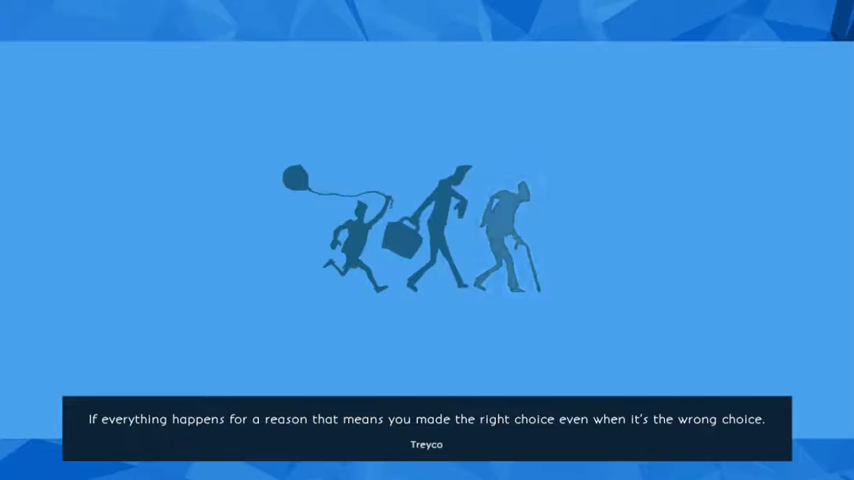 If everything happens for a reason that means you made the right choice even when it's the wrong choice.
Treyco